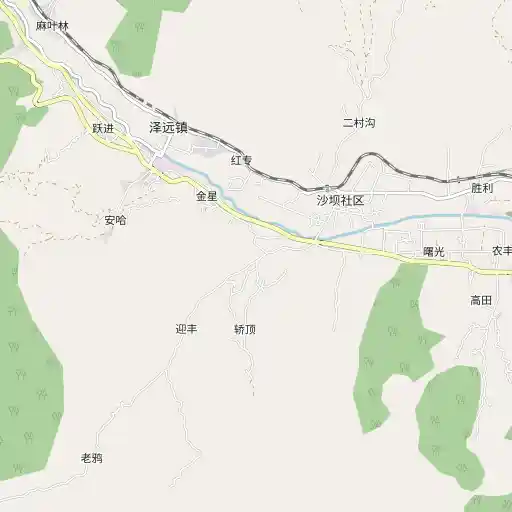 麻叶林
二村沟
泽远镇
跃进
红专
胜利
金星
沙坝社区
安哈
曙光
农丰
高田
迎丰
轿顶
老鸦